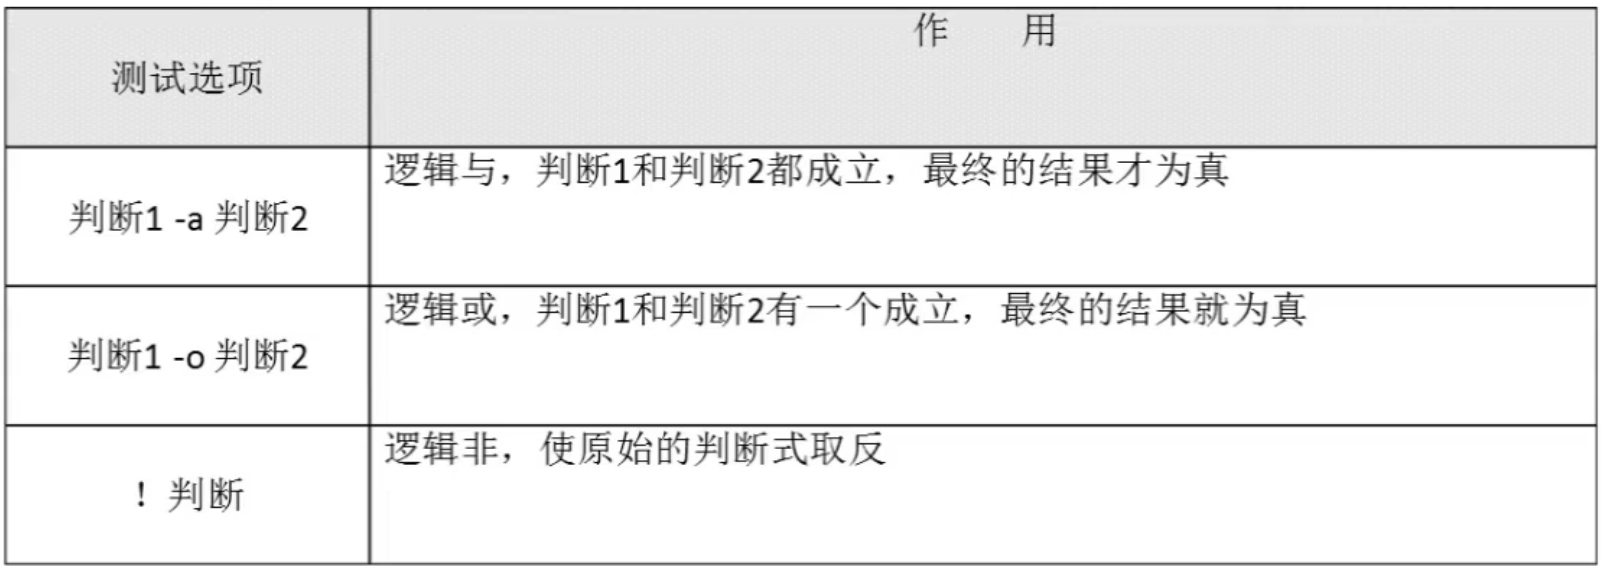 测试选项
作 用
判断1 -a 判断2
逻辑与，判断1和判断2都成立，最终的结果才为真
判断1 -o 判断2
逻辑或，判断1和判断2有一个成立，最终的结果就为真
！判断
逻辑非，使原始的判断式取反